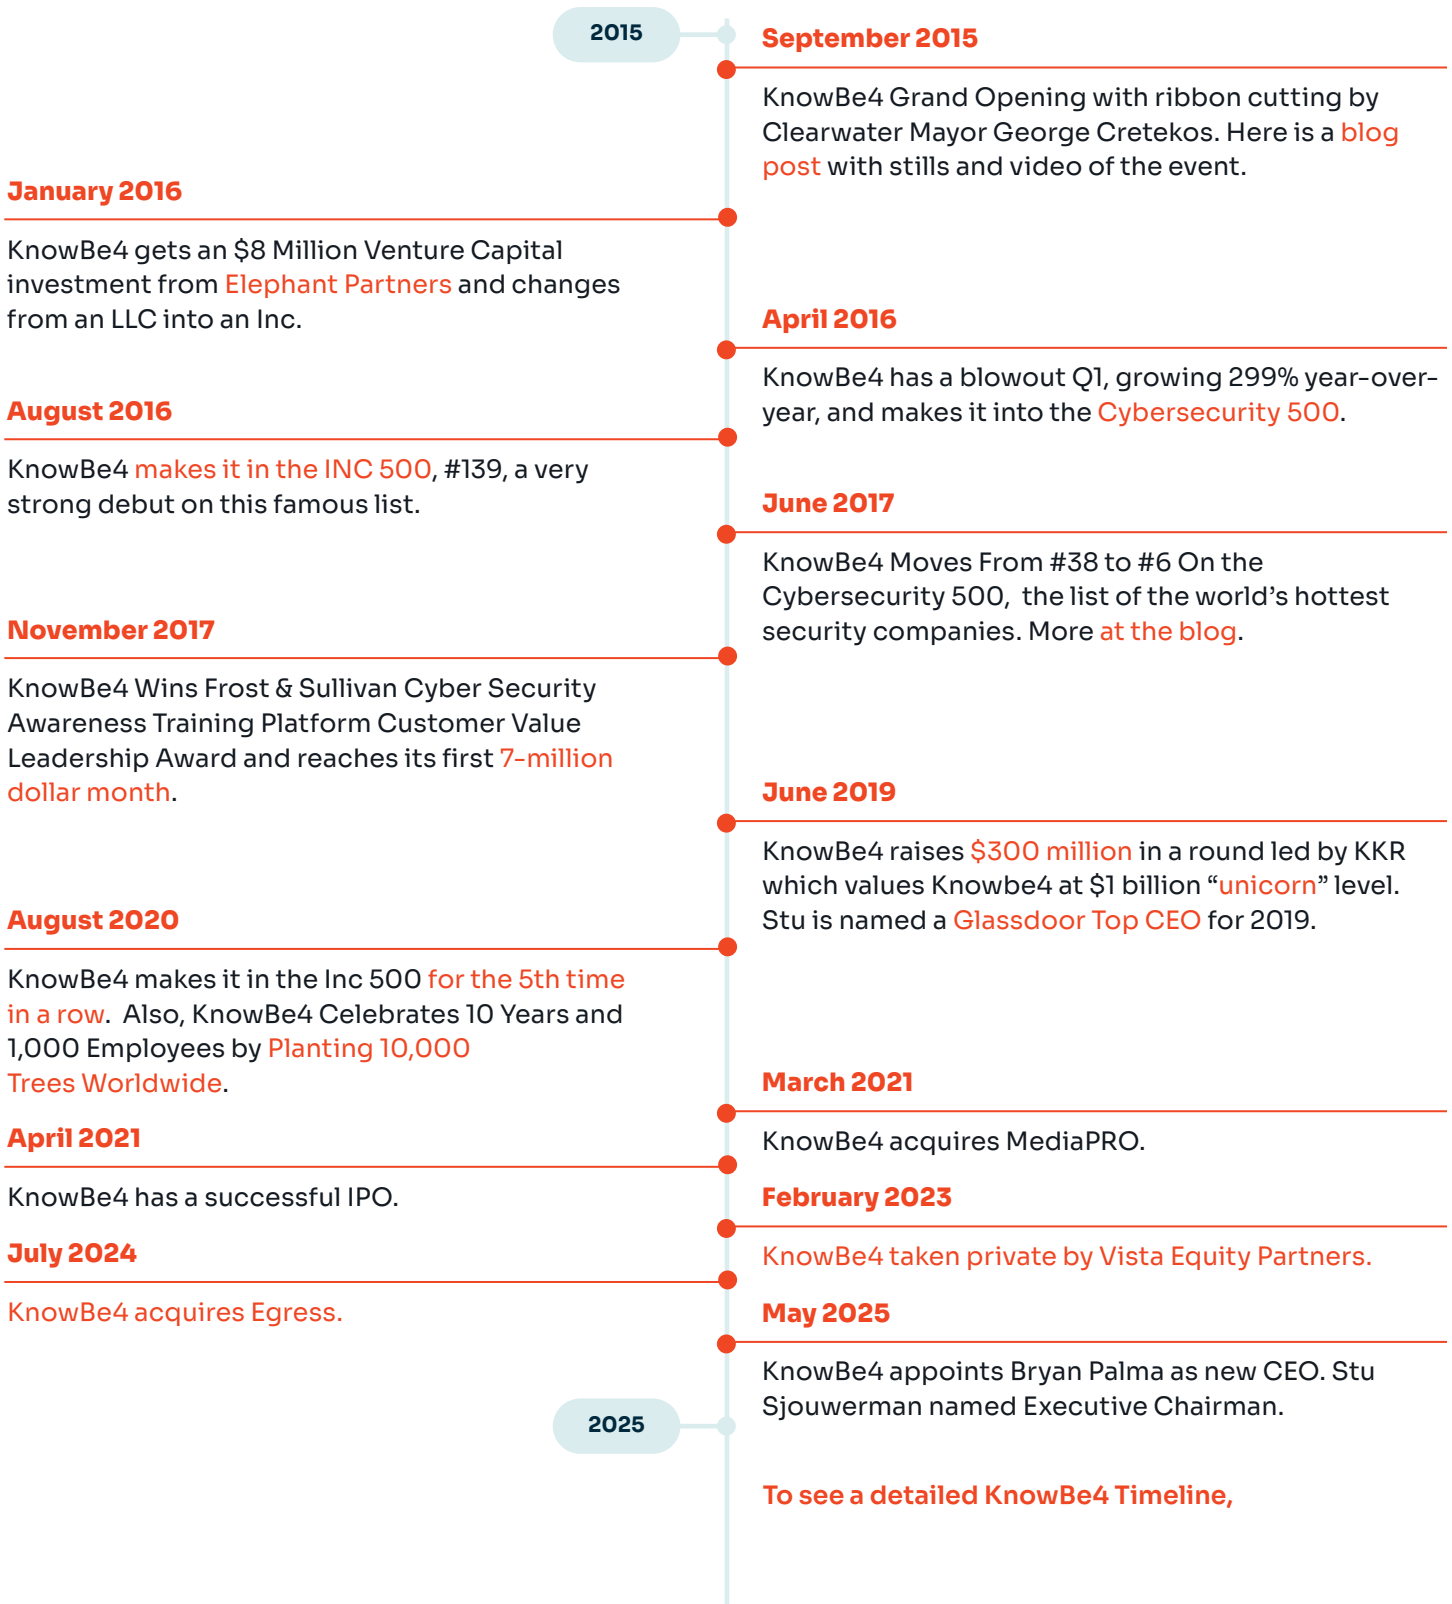 2015
September 2015
KnowBe4 Grand Opening with ribbon cutting by
Clearwater Mayor George Cretekos. Here is a blog
post with stills and video of the event.
January 2016
KnowBe4 gets an $8 Million Venture Capital
investment from Elephant Partners and changes
from an LLC into an Inc.
April 2016
KnowBe4 has a blowout Q1, growing 299% year-over-
year, and makes it into the Cybersecurity 500.
August 2016
KnowBe4 makes it in the INC 500, #139, a very
strong debut on this famous list.
June 2017
KnowBe4 Moves From #38 to #6 On the
Cybersecurity 500,  the list of the world’s hottest
security companies. More at the blog.
November 2017
KnowBe4 Wins Frost & Sullivan Cyber Security
Awareness Training Platform Customer Value
Leadership Award and reaches its first 7-million
dollar month.
June 2019
KnowBe4 raises $300 million in a round led by KKR
which values Knowbe4 at $1 billion “unicorn” level.
Stu is named a Glassdoor Top CEO for 2019.
August 2020
KnowBe4 makes it in the Inc 500 for the 5th time
in a row.  Also, KnowBe4 Celebrates 10 Years and
1,000 Employees by Planting 10,000
Trees Worldwide.
March 2021
KnowBe4 acquires MediaPRO.
April 2021
KnowBe4 has a successful IPO.
February 2023
KnowBe4 taken private by Vista Equity Partners.
July 2024
KnowBe4 acquires Egress.
May 2025
KnowBe4 appoints Bryan Palma as new CEO. Stu
Sjouwerman named Executive Chairman.
2025
To see a detailed KnowBe4 Timeline,